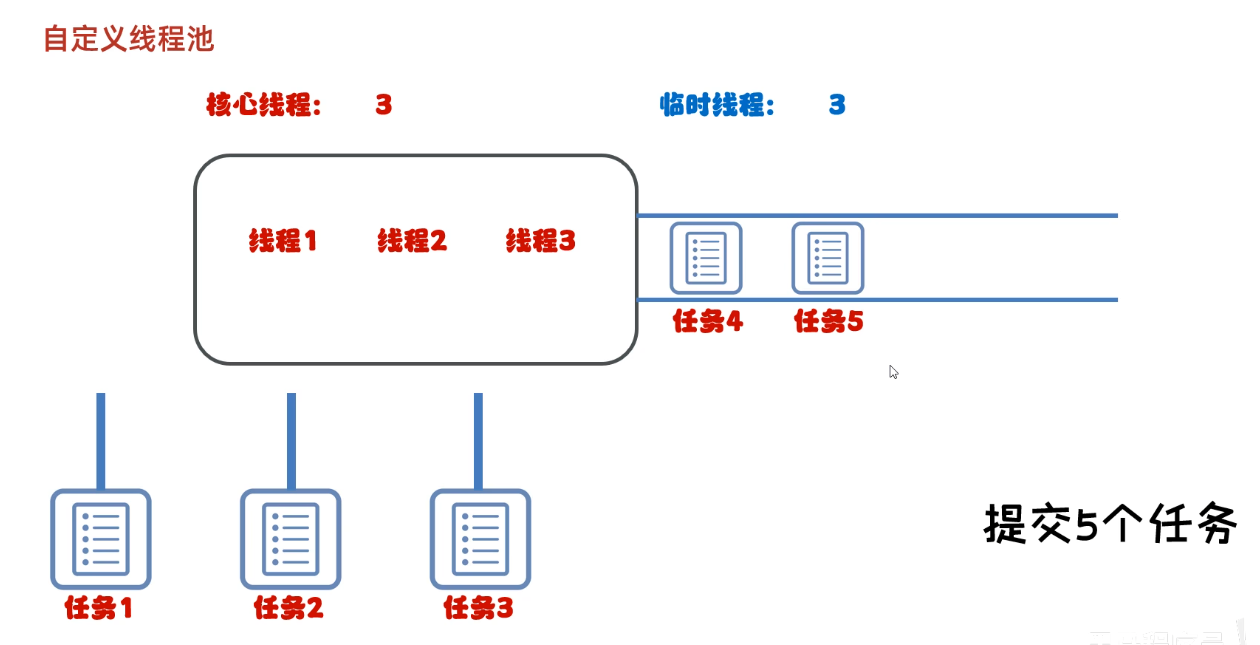 自定义线程池
核心线程: 3
临时线程: 3
线程1 线程2 线程3
任务4 任务5
提交5个任务
任务1 任务2 任务3